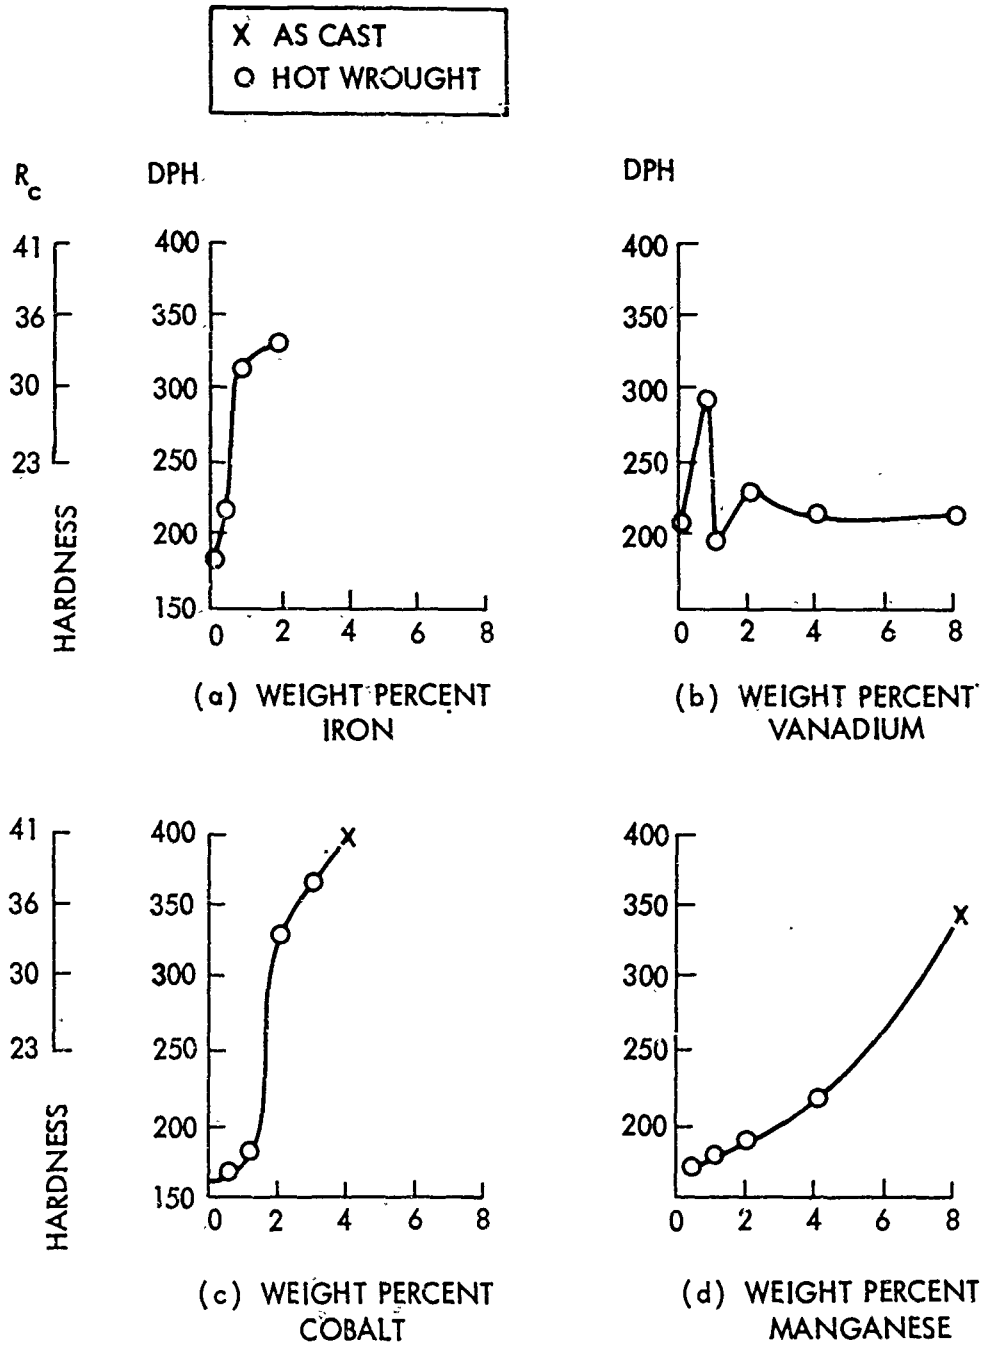 X AS CAST
O HOT WROUGHT
R_c
DPH
41
36
30
23
HARDNESS
400
350
300
250
200
150
0 2 4 6 8
(a) WEIGHT PERCENT
IRON
DPH
400
350
300
250
200
0 2 4 6 8
(b) WEIGHT PERCENT
VANADIUM
41
36
30
23
HARDNESS
400
350
300
250
200
150
0 2 4 6 8
(c) WEIGHT PERCENT
COBALT
400
350
300
250
200
0 2 4 6 8
(d) WEIGHT PERCENT
MANGANESE